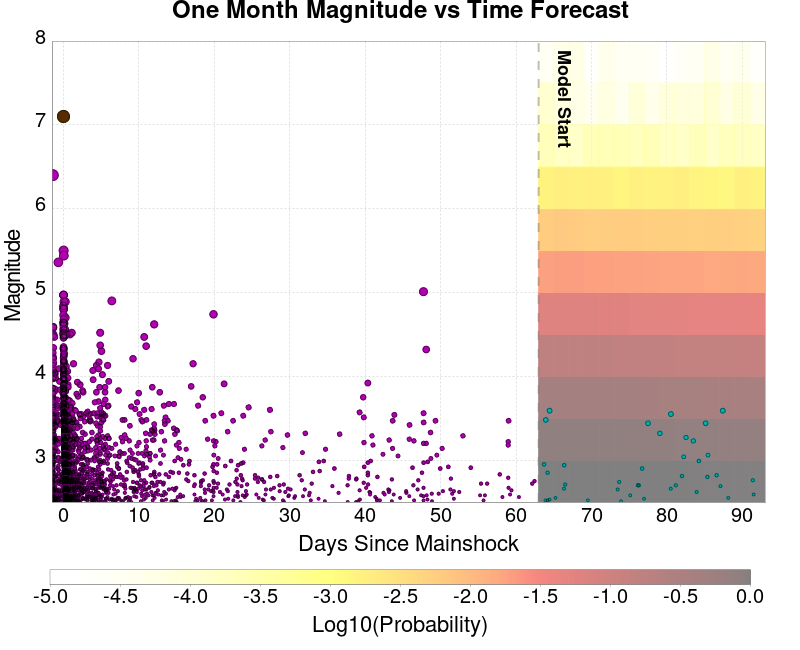 One Month Magnitude vs Time Forecast
8
7
6
5
4
3
Magnitude
Model Start
0 10 20 30 40 50 60 70 80 90
Days Since Mainshock
-5.0 -4.5 -4.0 -3.5 -3.0 -2.5 -2.0 -1.5 -1.0 -0.5 0.0
Log10(Probability)